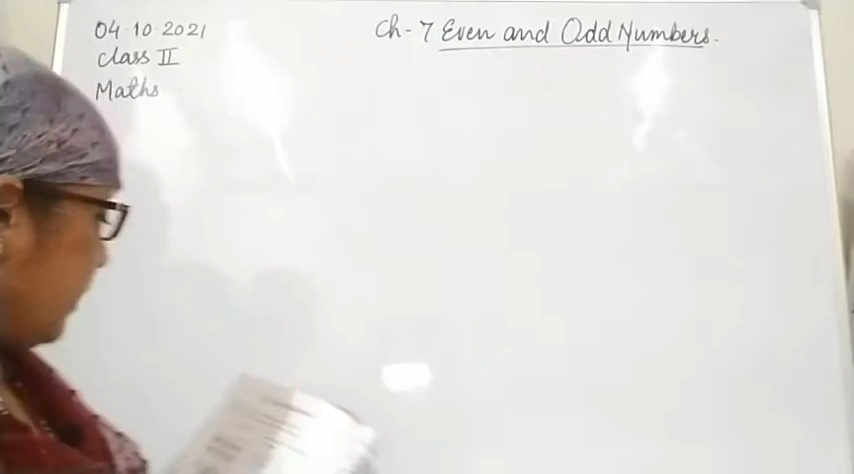 04.10.2021
Class II
Maths
Ch-7 Even and Odd Numbers.